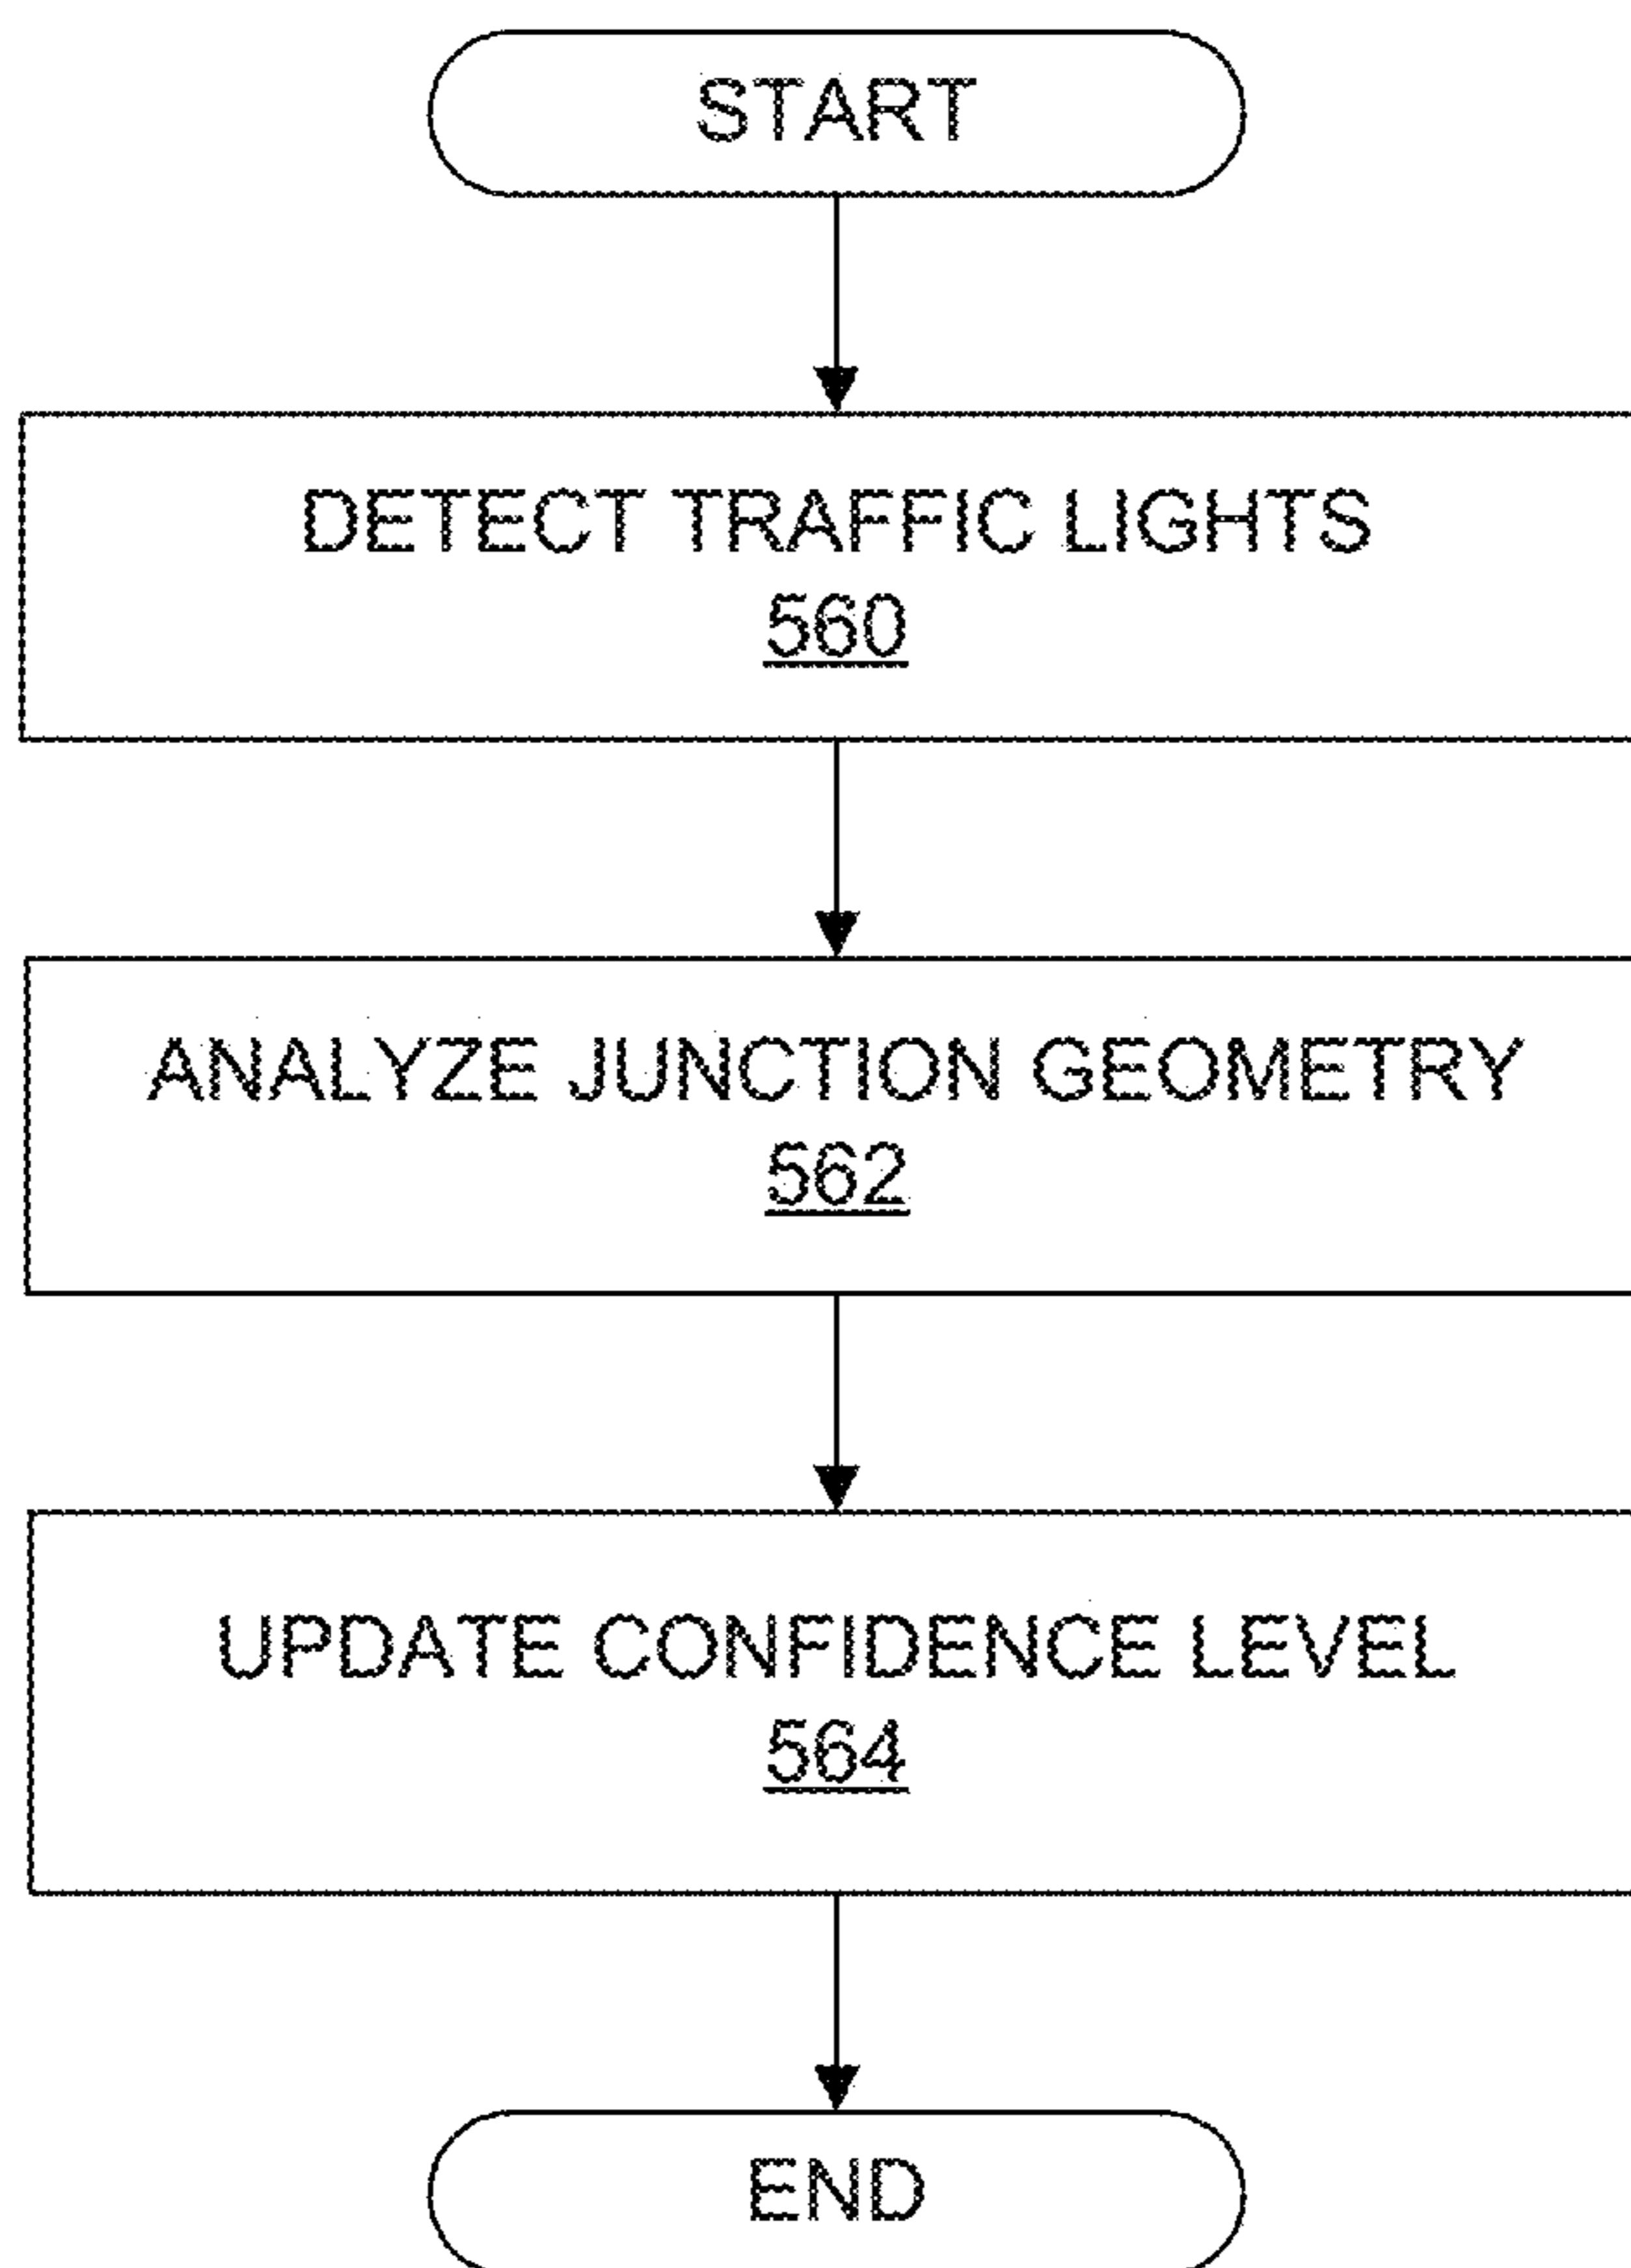 START
DETECT TRAFFIC LIGHTS
560
ANALYZE JUNCTION GEOMETRY
562
UPDATE CONFIDENCE LEVEL
564
END